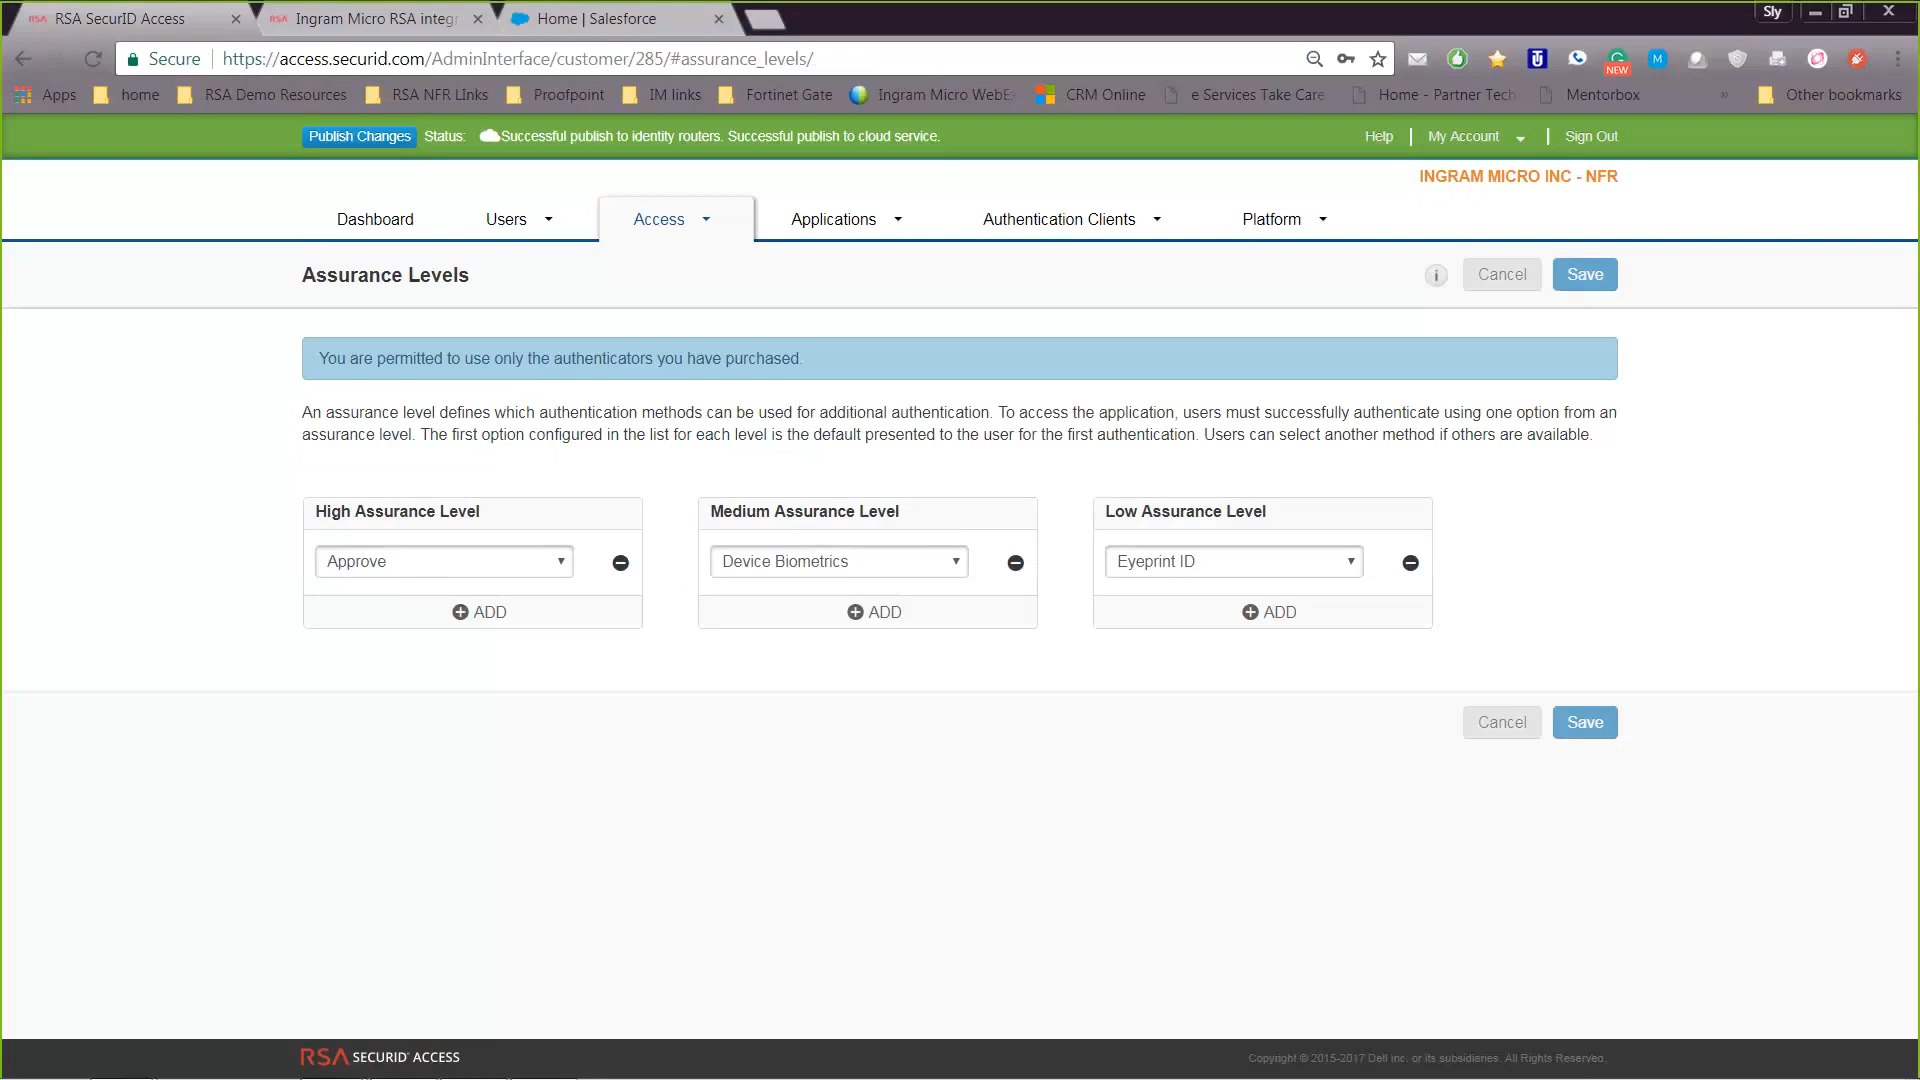 RSA SecurID Access
Ingram Micro RSA integr
Home | Salesforce
Sly
Secure
https://access.securid.com/AdminInterface/customer/285/#assurance_levels/
NEW
M
Apps
home
RSA Demo Resources
RSA NFR LInks
Proofpoint
IM links
Fortinet Gate
Ingram Micro WebEx
CRM Online
e Services Take Care
Home - Partner Tech
Mentorbox
»
Other bookmarks
Publish Changes Status: Successful publish to identity routers. Successful publish to cloud service.
Help | My Account | Sign Out
INGRAM MICRO INC - NFR
Dashboard Users Access Applications Authentication Clients Platform
Assurance Levels
i Cancel Save
You are permitted to use only the authenticators you have purchased.
An assurance level defines which authentication methods can be used for additional authentication. To access the application, users must successfully authenticate using one option from an
assurance level. The first option configured in the list for each level is the default presented to the user for the first authentication. Users can select another method if others are available.
High Assurance Level
Approve
ADD
Medium Assurance Level
Device Biometrics
ADD
Low Assurance Level
Eyeprint ID
ADD
Cancel Save
RSA SECURID® ACCESS
Copyright © 2015-2017 Dell Inc. or its subsidiaries. All Rights Reserved.